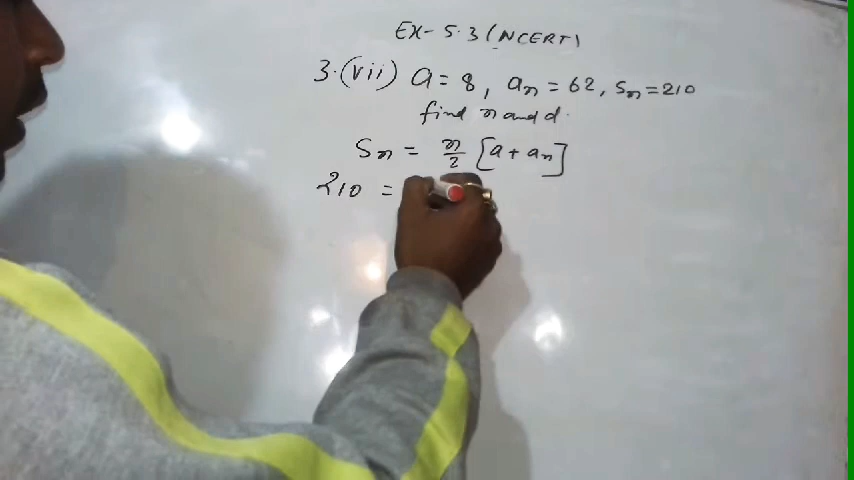 EX- 5.3 (NCERT)
3.(vii) a = 8, an = 62, Sn = 210
find n and d.
Sn = n/2 [a + an]
210 =